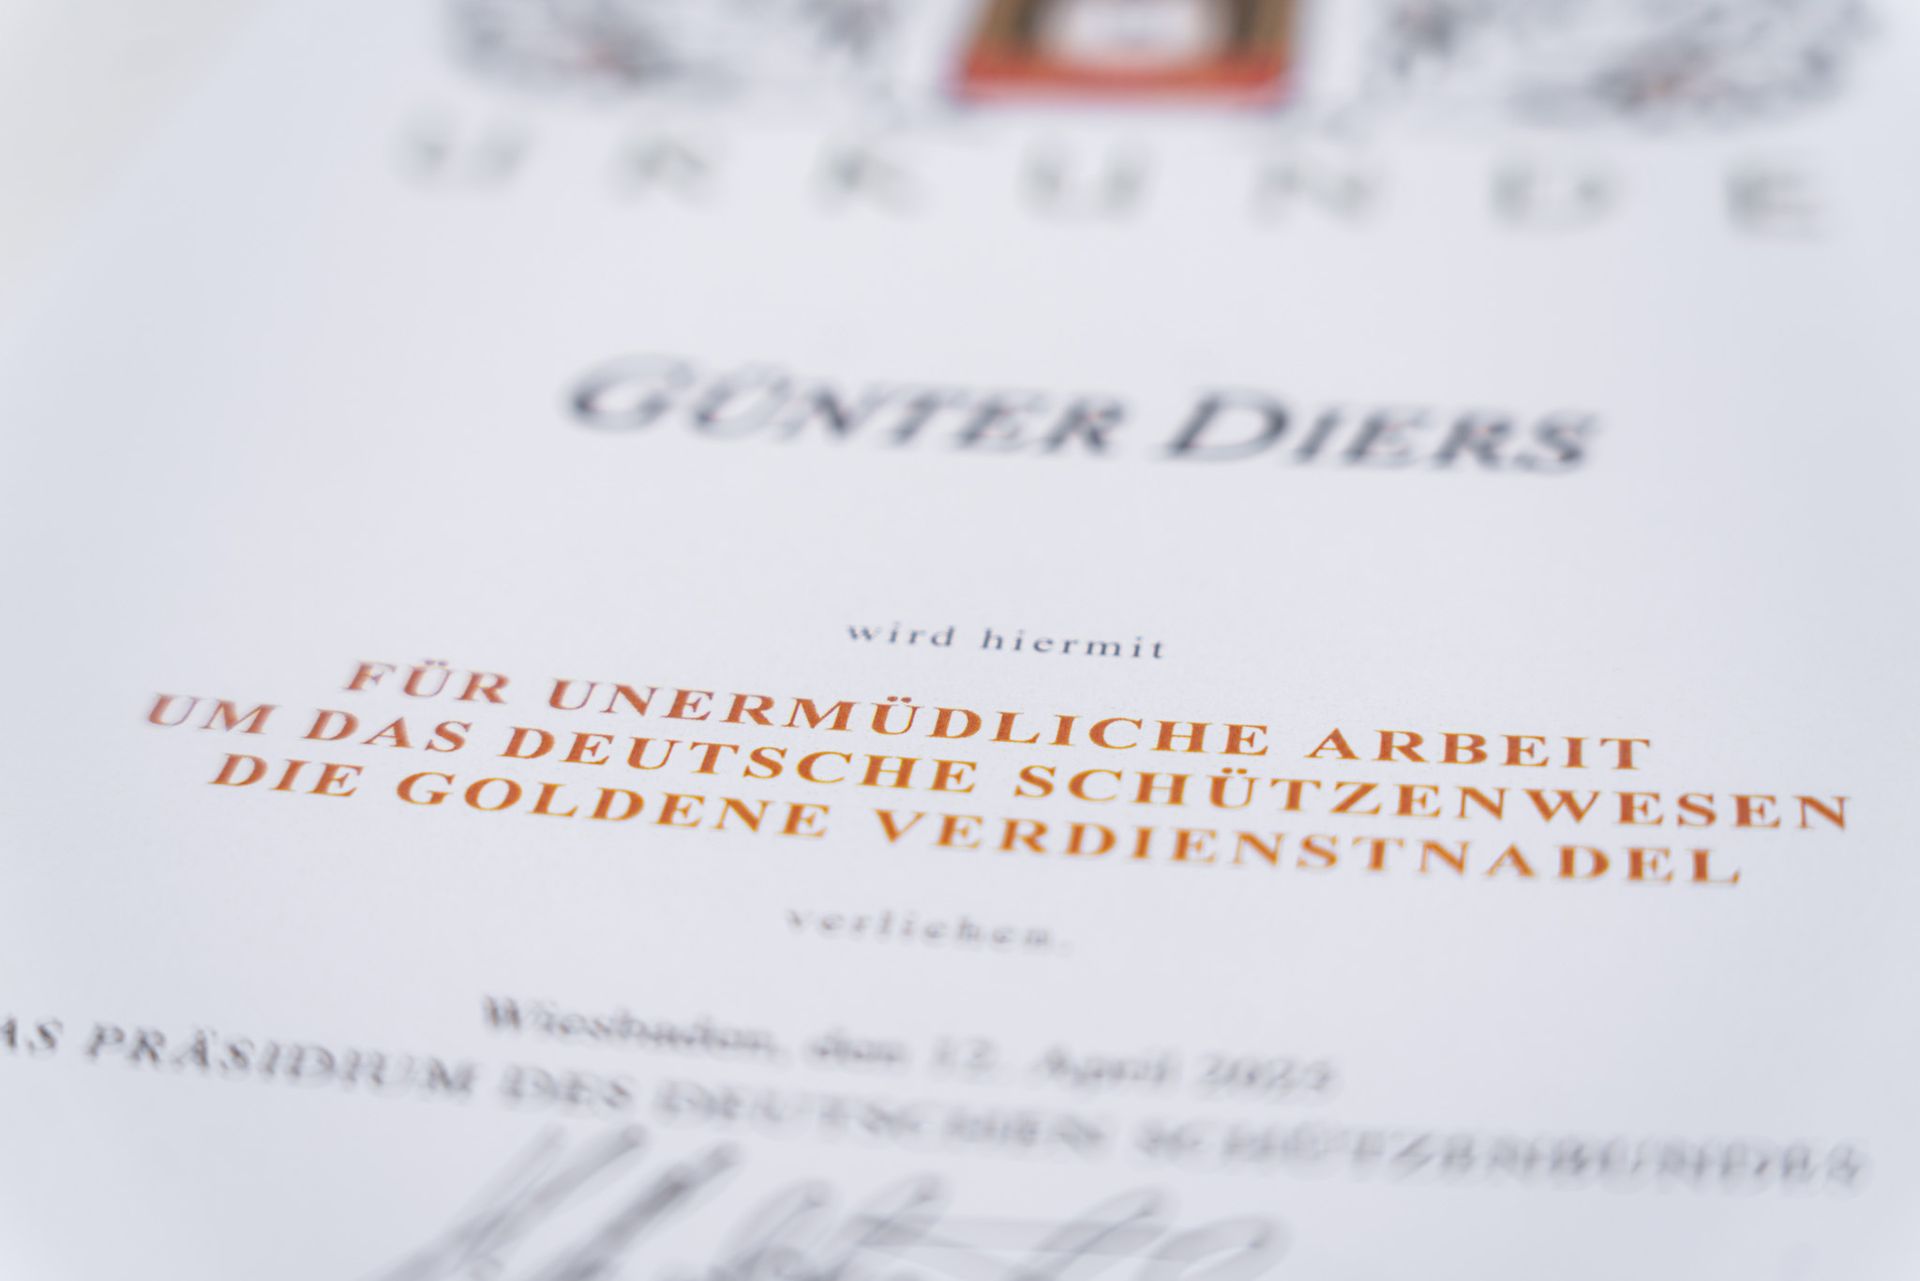 URKUNDE
GÜNTER DIERS
wird hiermit
FÜR UNERMÜDLICHE ARBEIT
UM DAS DEUTSCHE SCHÜTZENWESEN
DIE GOLDENE VERDIENSTNADEL
verliehen.
Wiesbaden, den 12. April
AS PRÄSIDIUM DES DEUTSCHEN SCHÜTZENBUNDES